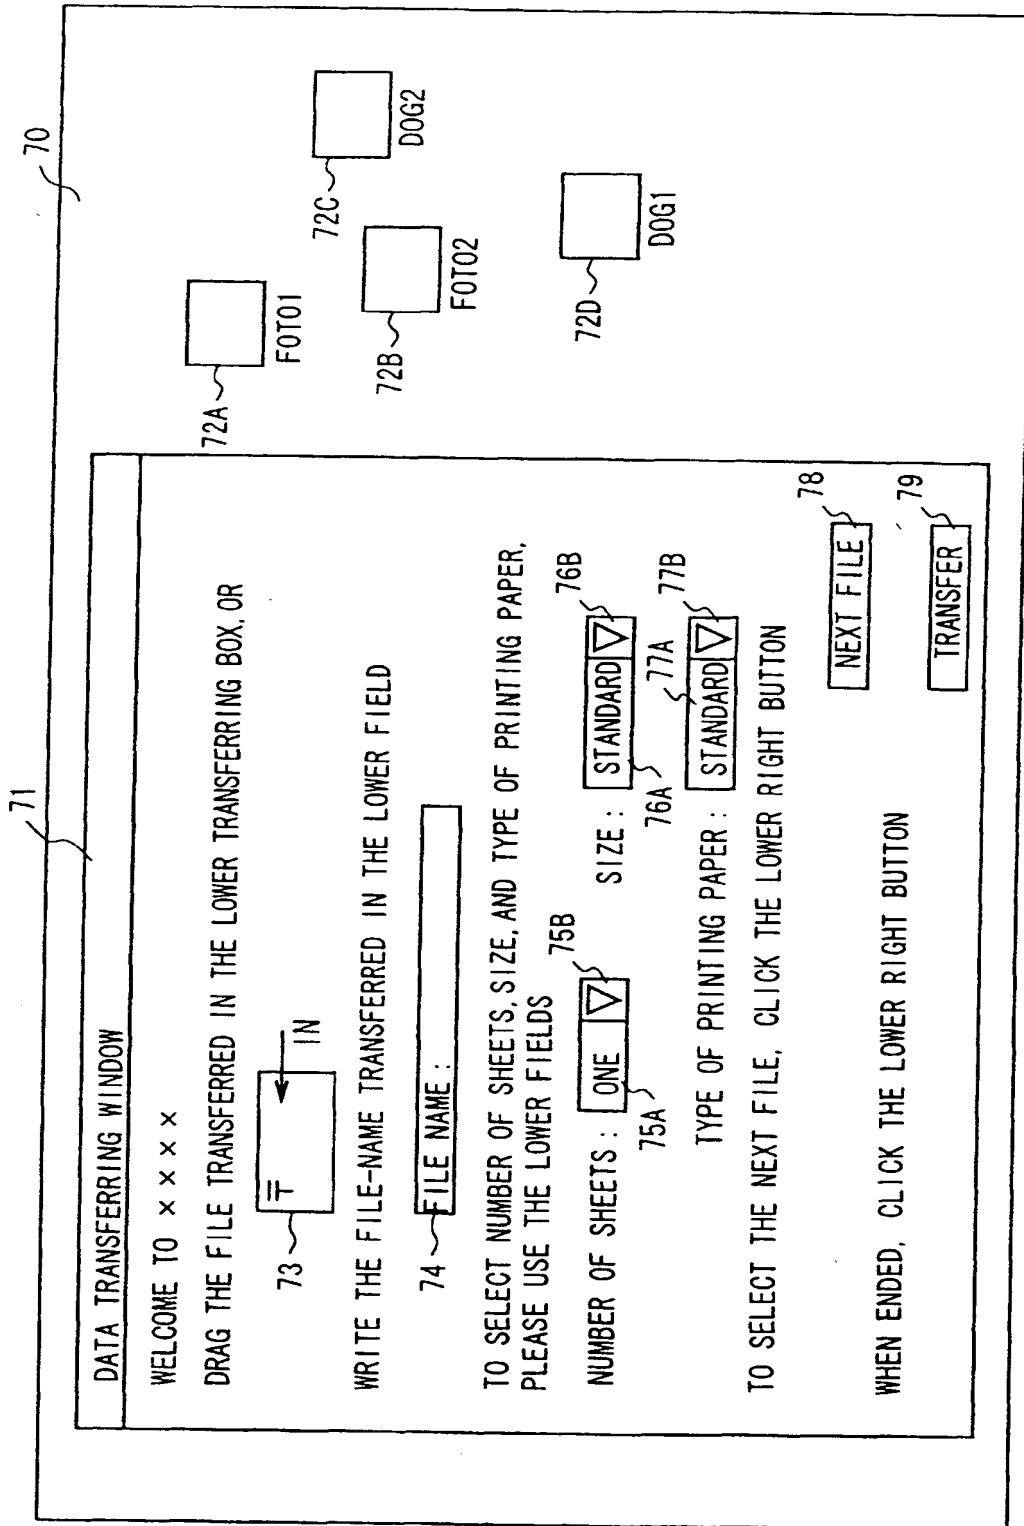 70
71
DATA TRANSFERRING WINDOW
WELCOME TO × × × ×
DRAG THE FILE TRANSFERRED IN THE LOWER TRANSFERRING BOX, OR
〒
IN
73
WRITE THE FILE-NAME TRANSFERRED IN THE LOWER FIELD
74
FILE NAME :
TO SELECT NUMBER OF SHEETS, SIZE, AND TYPE OF PRINTING PAPER,
PLEASE USE THE LOWER FIELDS
75B
76B
NUMBER OF SHEETS : ONE ▽ SIZE : STANDARD ▽
75A
76A
77A
77B
TYPE OF PRINTING PAPER : STANDARD ▽
TO SELECT THE NEXT FILE, CLICK THE LOWER RIGHT BUTTON
78
NEXT FILE
WHEN ENDED, CLICK THE LOWER RIGHT BUTTON
79
TRANSFER
72A
FOTO1
72B
FOTO2
72C
DOG2
72D
DOG1